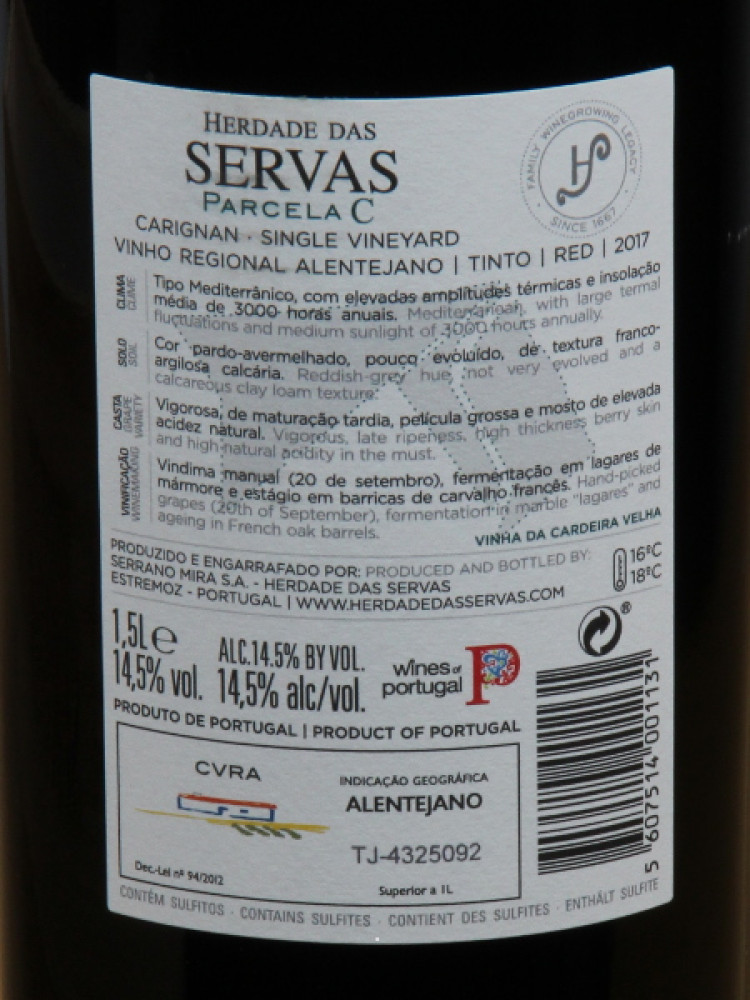 HERDADE DAS
SERVAS
PARCELA C
FAMILY WINEGROWING LEGACY
· SINCE 1667 ·
CARIGNAN · SINGLE VINEYARD
VINHO REGIONAL ALENTEJANO | TINTO | RED | 2017
CLIMA
CLIME
Tipo Mediterrânico, com elevadas amplitudes térmicas e insolação
média de 3000 horas anuais. Mediterranean, with large termal
fluctuations and medium sunlight of 3000 hours annually.
SOLO
SOIL
Cor pardo-avermelhado, pouco evoluído, de textura franco-
argilosa calcária. Reddish-grey hue not very evolved and a
calcareous clay loam texture.
CASTA
GRAPE
VARIETY
Vigorosa, de maturação tardia, película grossa e mosto de elevada
acidez natural. Vigorous, late ripeness, high thickness berry skin
and high natural acidity in the must.
VINIFICAÇÃO
WINEMAKING
Vindima manual (20 de setembro), fermentação em lagares de
mármore e estágio em barricas de carvalho francês. Hand-picked
grapes (20th of September), fermentation in marble "lagares" and
ageing in French oak barrels.
VINHA DA CARDEIRA VELHA
PRODUZIDO E ENGARRAFADO POR: PRODUCED AND BOTTLED BY:
SERRANO MIRA S.A. - HERDADE DAS SERVAS
ESTREMOZ - PORTUGAL | WWW.HERDADEDASSERVAS.COM
16ºC
18ºC
1,5L e
14,5% vol.
ALC.14.5% BY VOL.
14,5% alc/vol.
wines of
portugal
P
®
PRODUTO DE PORTUGAL | PRODUCT OF PORTUGAL
CVRA
INDICAÇÃO GEOGRÁFICA
ALENTEJANO
TJ-4325092
Dec.-Lei nº 94/2012
Superior a 1L
5 607514 001131
CONTÉM SULFITOS · CONTAINS SULFITES · CONTIENT DES SULFITES · ENTHÄLT SULFITE